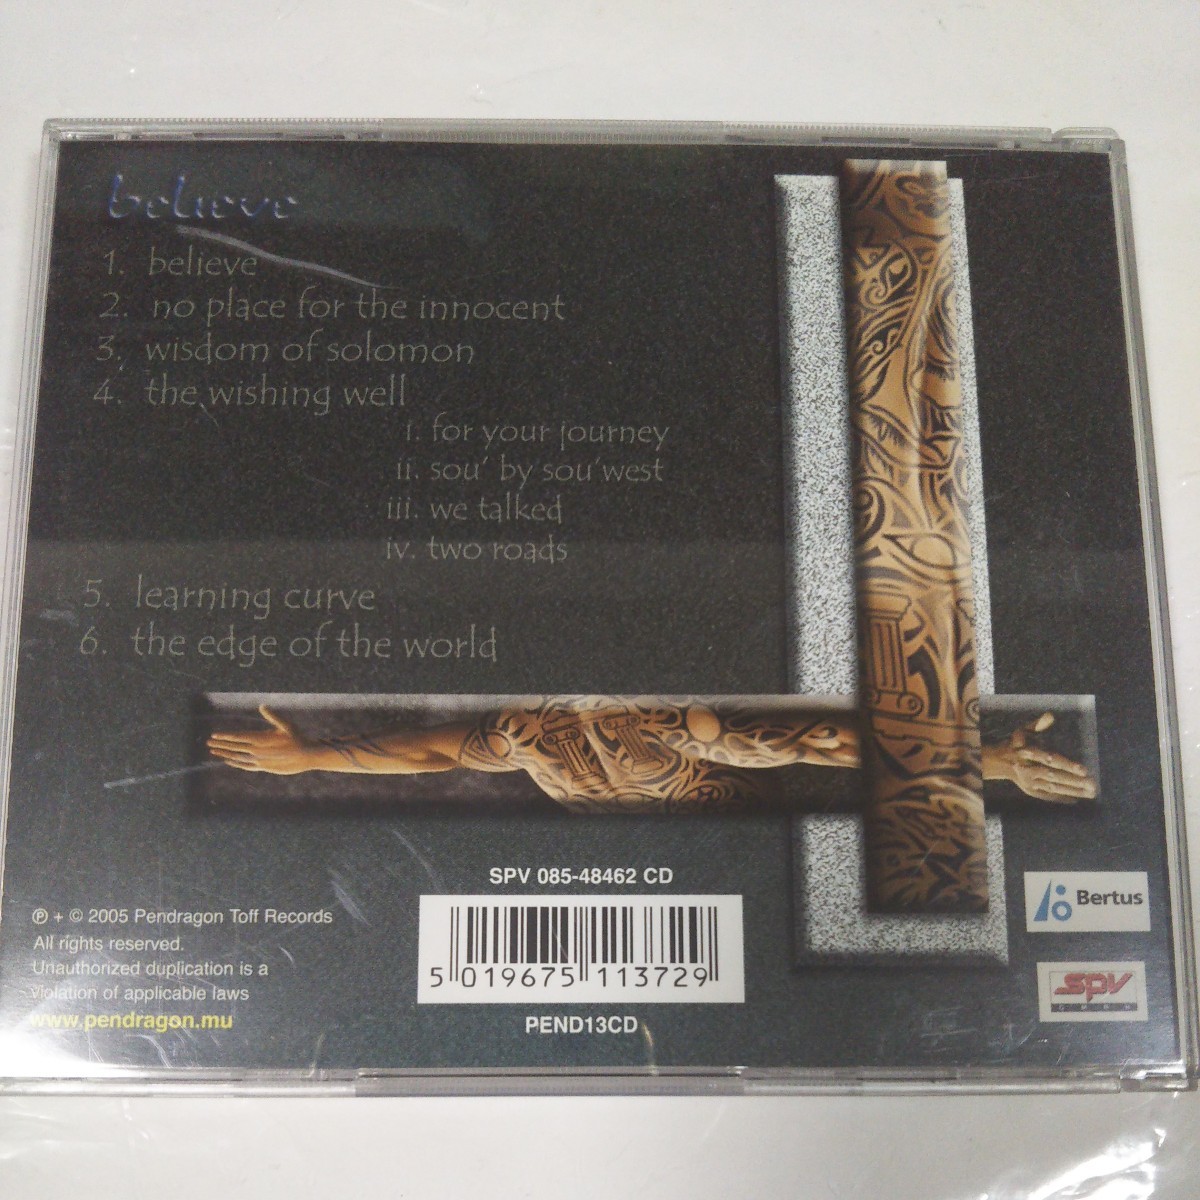 believe
1. believe
2. no place for the innocent
3. wisdom of solomon
4. the wishing well
i. for your journey
ii. sou' by sou'west
iii. we talked
iv. two roads
5. learning curve
6. the edge of the world
SPV 085-48462 CD
5 019675 113729
PEND13CD
℗ + © 2005 Pendragon Toff Records
All rights reserved.
Unauthorized duplication is a
violation of applicable laws
www.pendragon.mu
Bertus
SPV